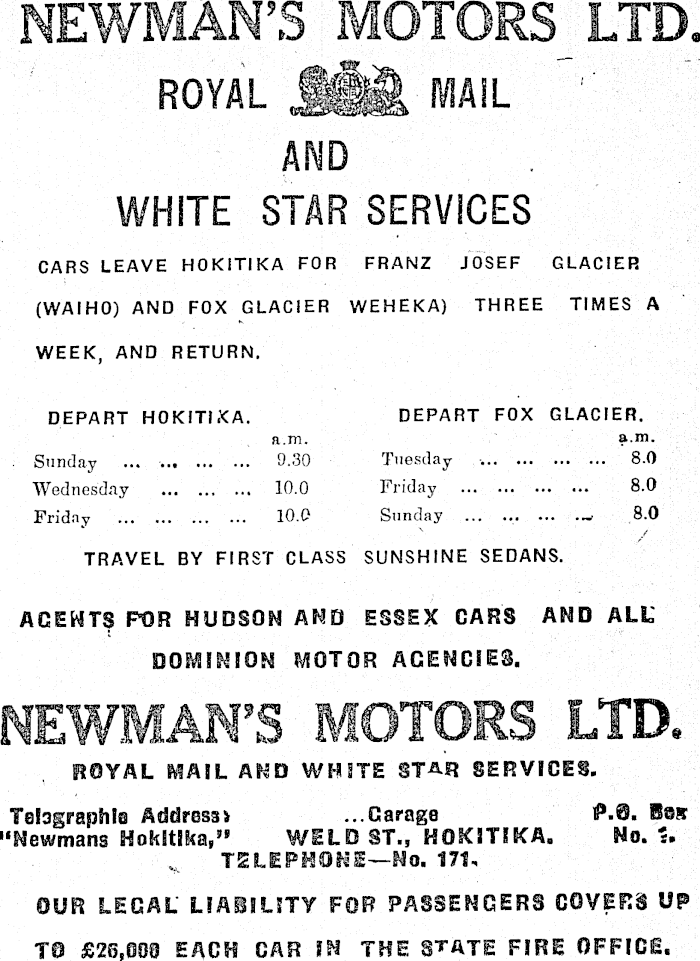 NEWMAN'S MOTORS LTD.
ROYAL MAIL
AND
WHITE STAR SERVICES
CARS LEAVE HOKITIKA FOR FRANZ JOSEF GLACIER
(WAIHO) AND FOX GLACIER WEHEKA) THREE TIMES A
WEEK, AND RETURN.
DEPART HOKITIKA.
a.m.
Sunday ... ... ... ... 9.30
Wednesday ... ... ... 10.0
Friday ... ... ... ... 10.0
DEPART FOX GLACIER.
a.m.
Tuesday ... ... ... ... 8.0
Friday ... ... ... ... 8.0
Sunday ... ... ... ... 8.0
TRAVEL BY FIRST CLASS SUNSHINE SEDANS.
AGENTS FOR HUDSON AND ESSEX CARS AND ALL
DOMINION MOTOR AGENCIES.
NEWMAN'S MOTORS LTD.
ROYAL MAIL AND WHITE STAR SERVICES.
Telegraphic Address: ...Garage P.O. Box
"Newmans Hokitika," WELD ST., HOKITIKA. No.
TELEPHONE—No. 171.
OUR LEGAL LIABILITY FOR PASSENGERS COVERS UP
TO £26,000 EACH CAR IN THE STATE FIRE OFFICE.